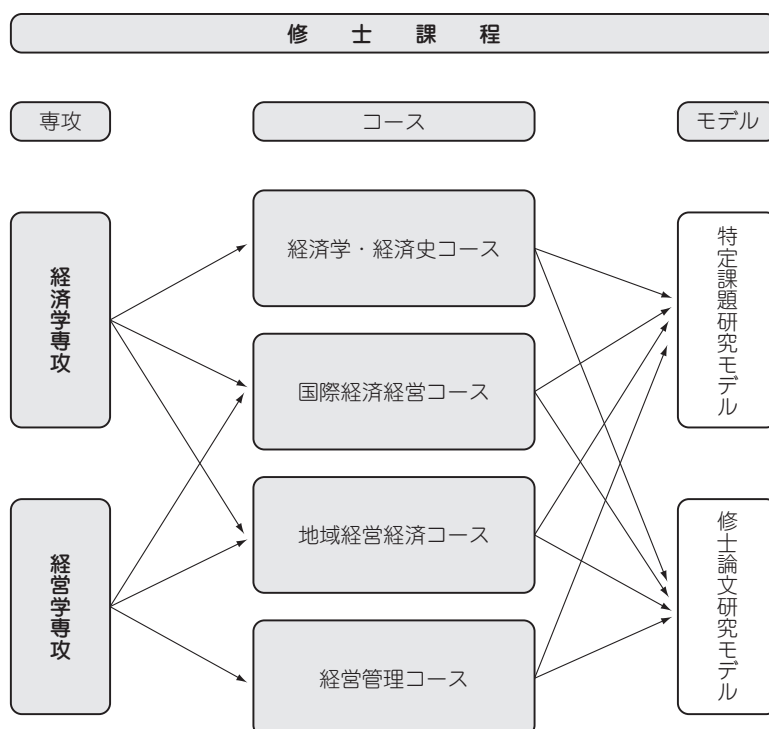 修士課程
専攻
コース
モデル
経済学専攻
経営学専攻
経済学・経済史コース
国際経済経営コース
地域経営経済コース
経営管理コース
特定課題研究モデル
修士論文研究モデル